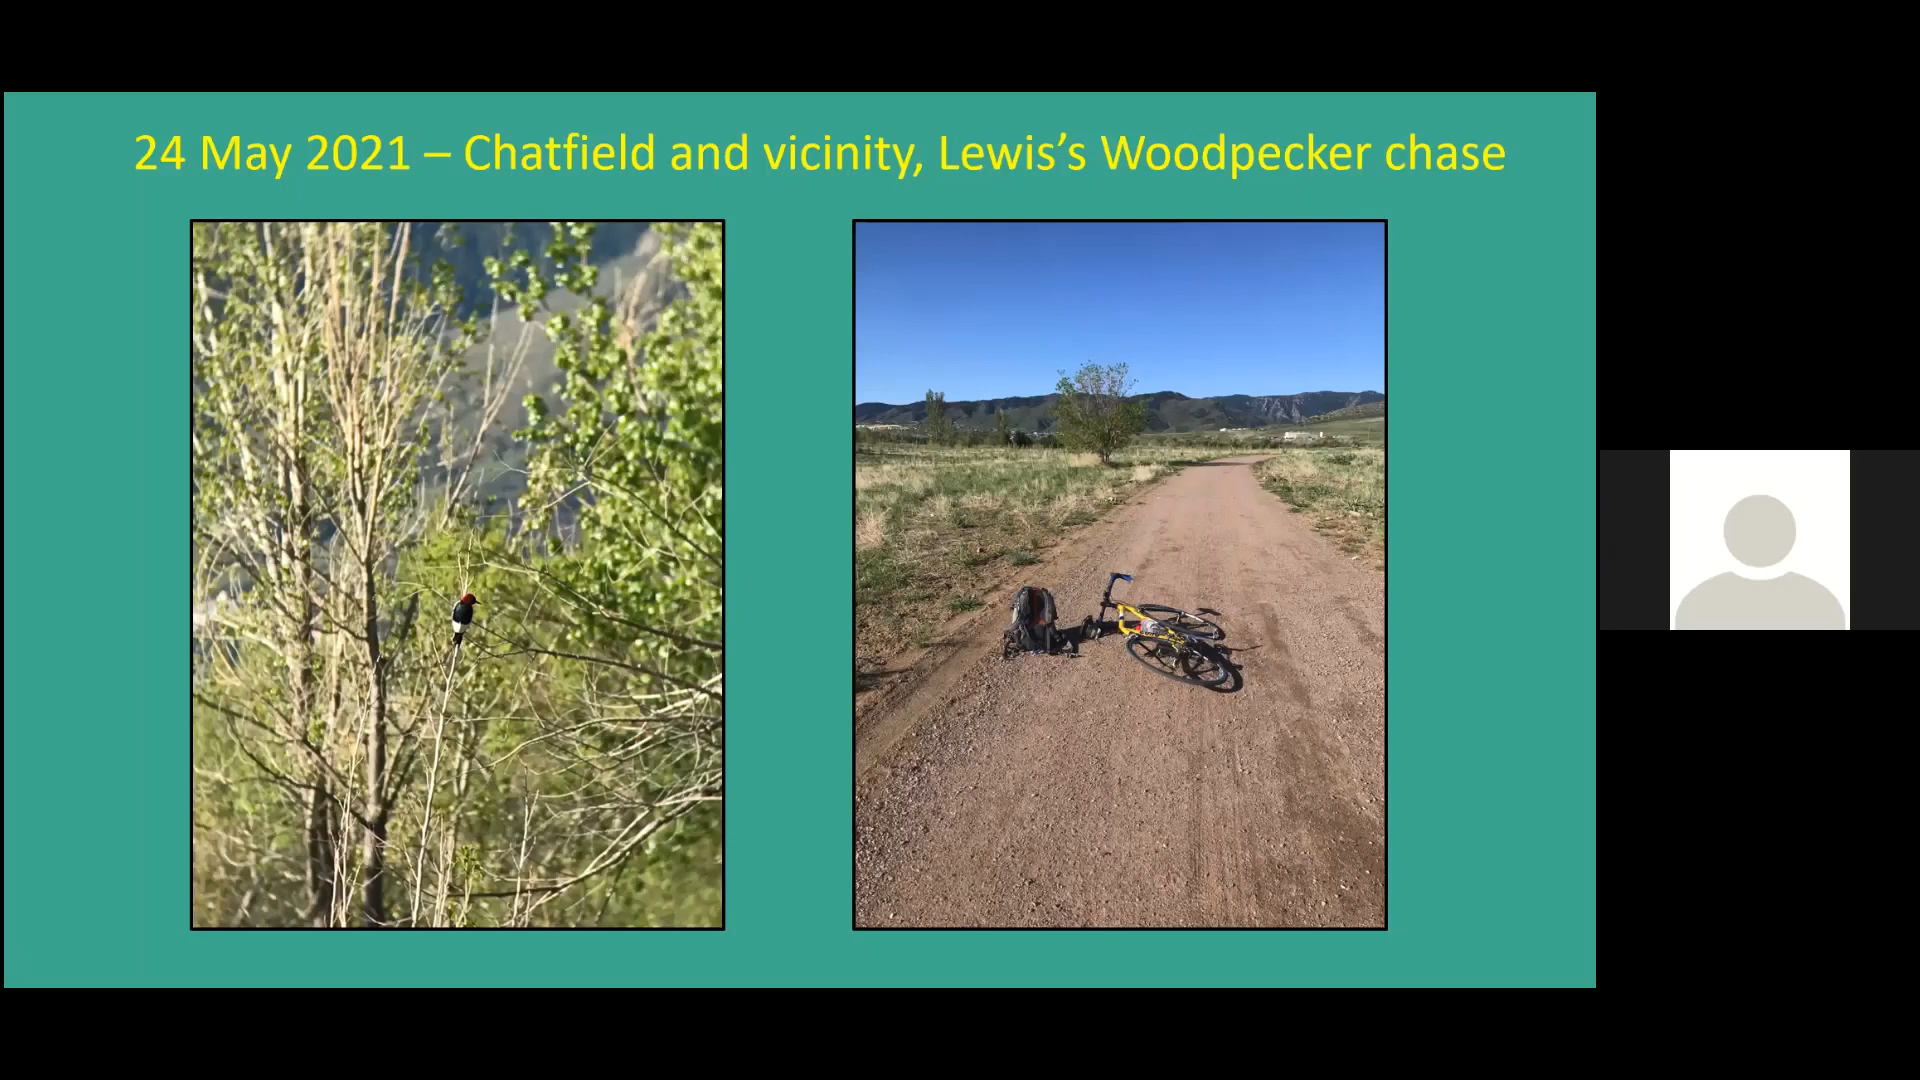 24 May 2021 – Chatfield and vicinity, Lewis’s Woodpecker chase